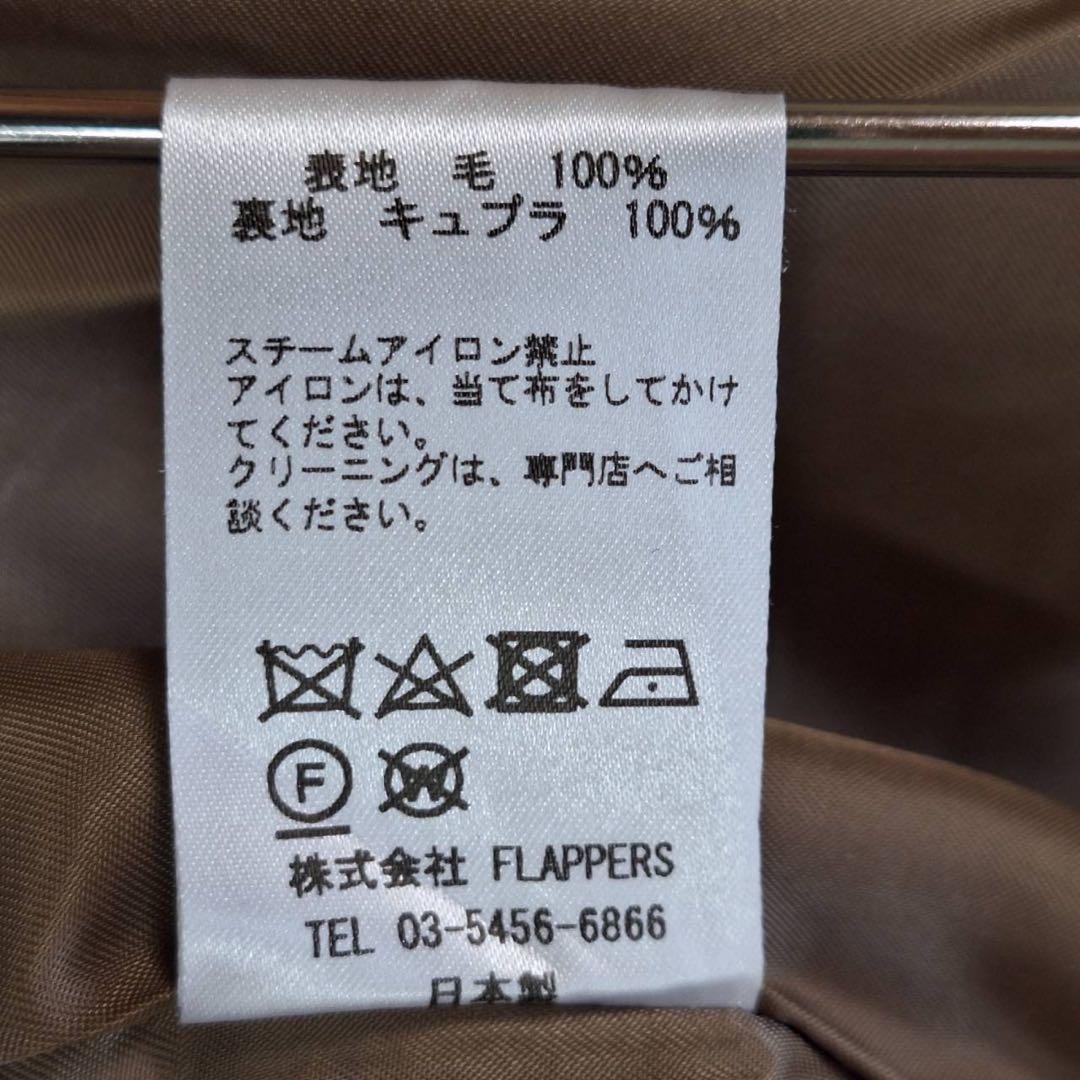 表地 毛 100%
裏地 キュプラ 100%
スチームアイロン禁止
アイロンは、当て布をしてかけ
てください。
クリーニングは、専門店へご相
談ください。
F
W
株式会社 FLAPPERS
TEL 03-5456-6866
日本製